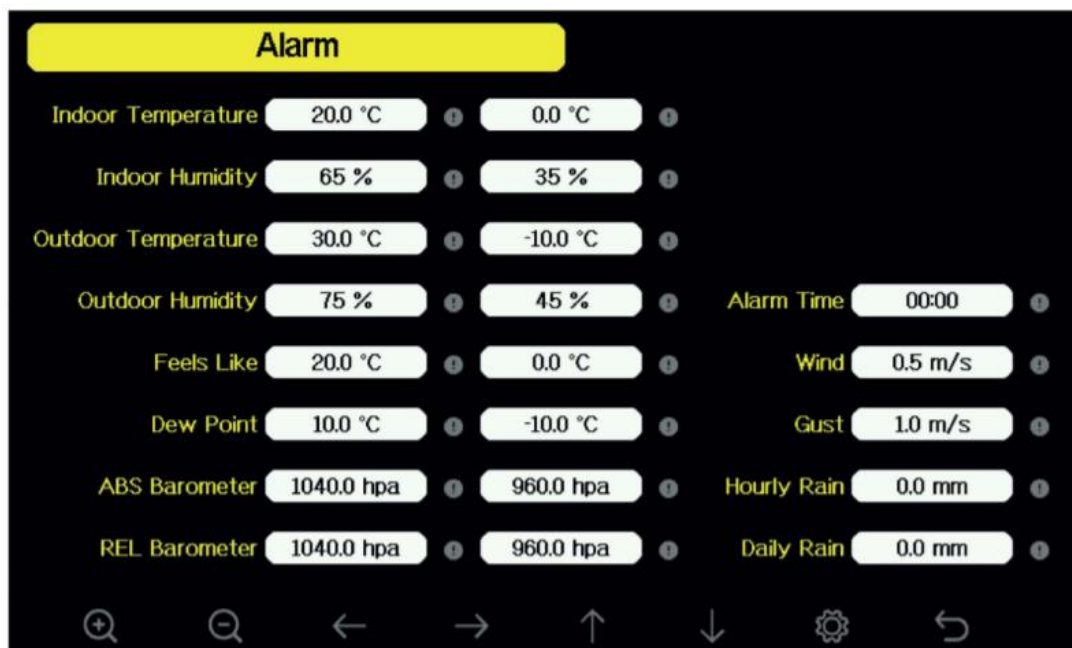 Alarm
Indoor Temperature 20.0 °C 0.0 °C
Indoor Humidity 65 % 35 %
Outdoor Temperature 30.0 °C -10.0 °C
Outdoor Humidity 75 % 45 % Alarm Time 00:00
Feels Like 20.0 °C 0.0 °C Wind 0.5 m/s
Dew Point 10.0 °C -10.0 °C Gust 1.0 m/s
ABS Barometer 1040.0 hpa 960.0 hpa Hourly Rain 0.0 mm
REL Barometer 1040.0 hpa 960.0 hpa Daily Rain 0.0 mm